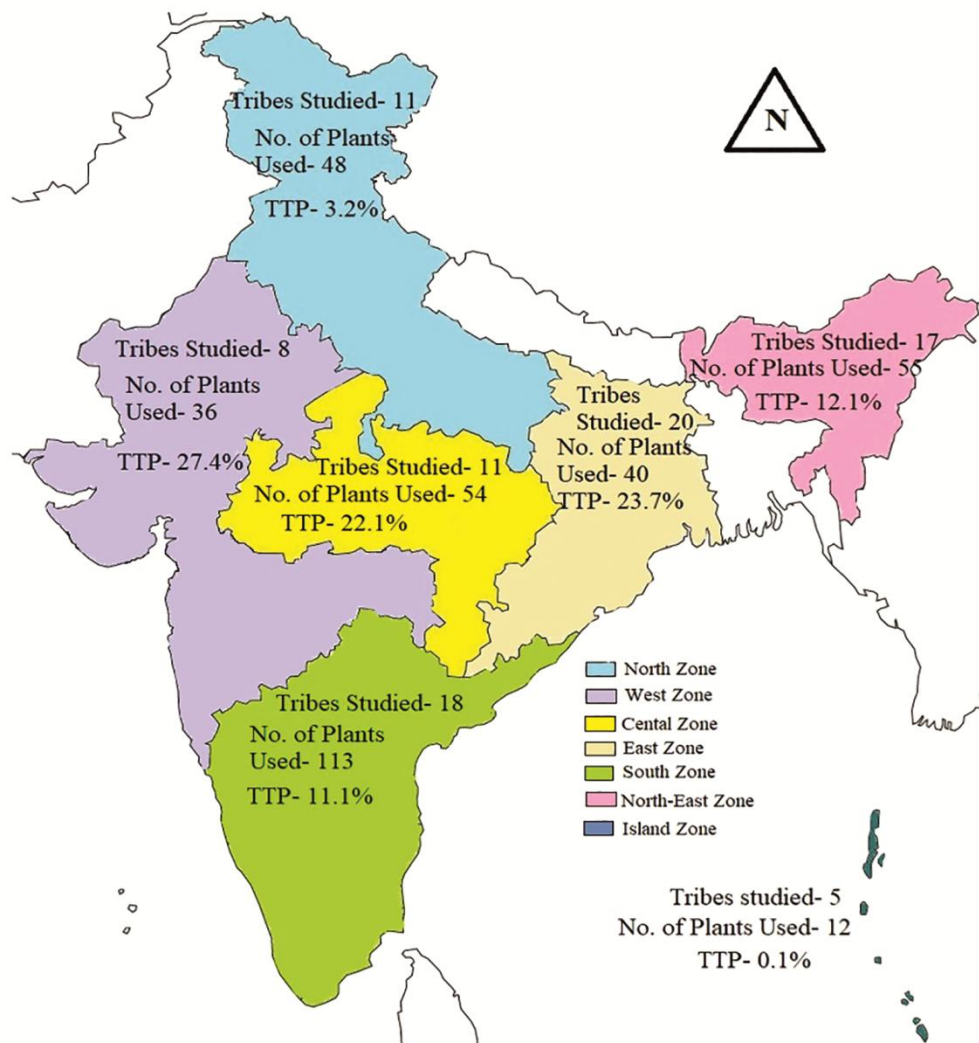 N
Tribes Studied- 11
No. of Plants
Used- 48
TTP- 3.2%
Tribes Studied- 8
No. of Plants
Used- 36
TTP- 27.4%
Tribes Studied- 11
No. of Plants Used- 54
TTP- 22.1%
Tribes
Studied- 20
No. of Plants
Used- 40
TTP- 23.7%
Tribes Studied- 17
No. of Plants Used- 55
TTP- 12.1%
Tribes Studied- 18
No. of Plants
Used- 113
TTP- 11.1%
North Zone
West Zone
Cental Zone
East Zone
South Zone
North-East Zone
Island Zone
Tribes studied- 5
No. of Plants Used- 12
TTP- 0.1%